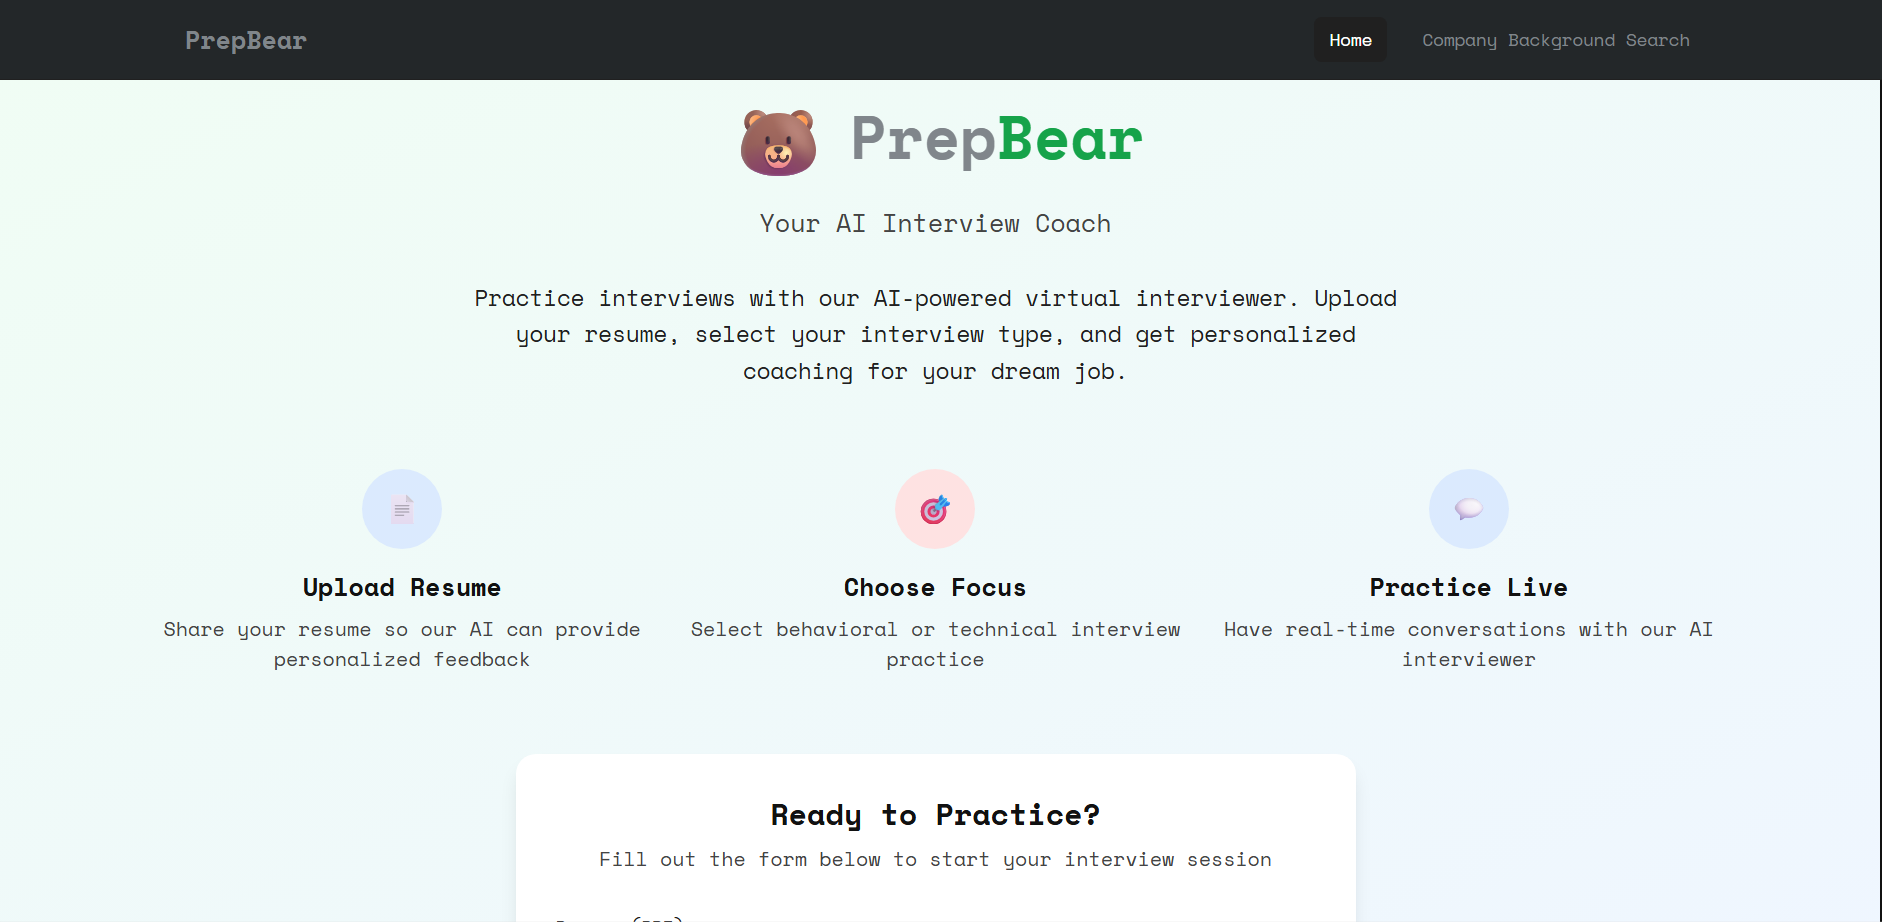 PrepBear
Home
Company Background Search
PrepBear
Your AI Interview Coach
Practice interviews with our AI-powered virtual interviewer. Upload
your resume, select your interview type, and get personalized
coaching for your dream job.
Upload Resume
Share your resume so our AI can provide
personalized feedback
Choose Focus
Select behavioral or technical interview
practice
Practice Live
Have real-time conversations with our AI
interviewer
Ready to Practice?
Fill out the form below to start your interview session